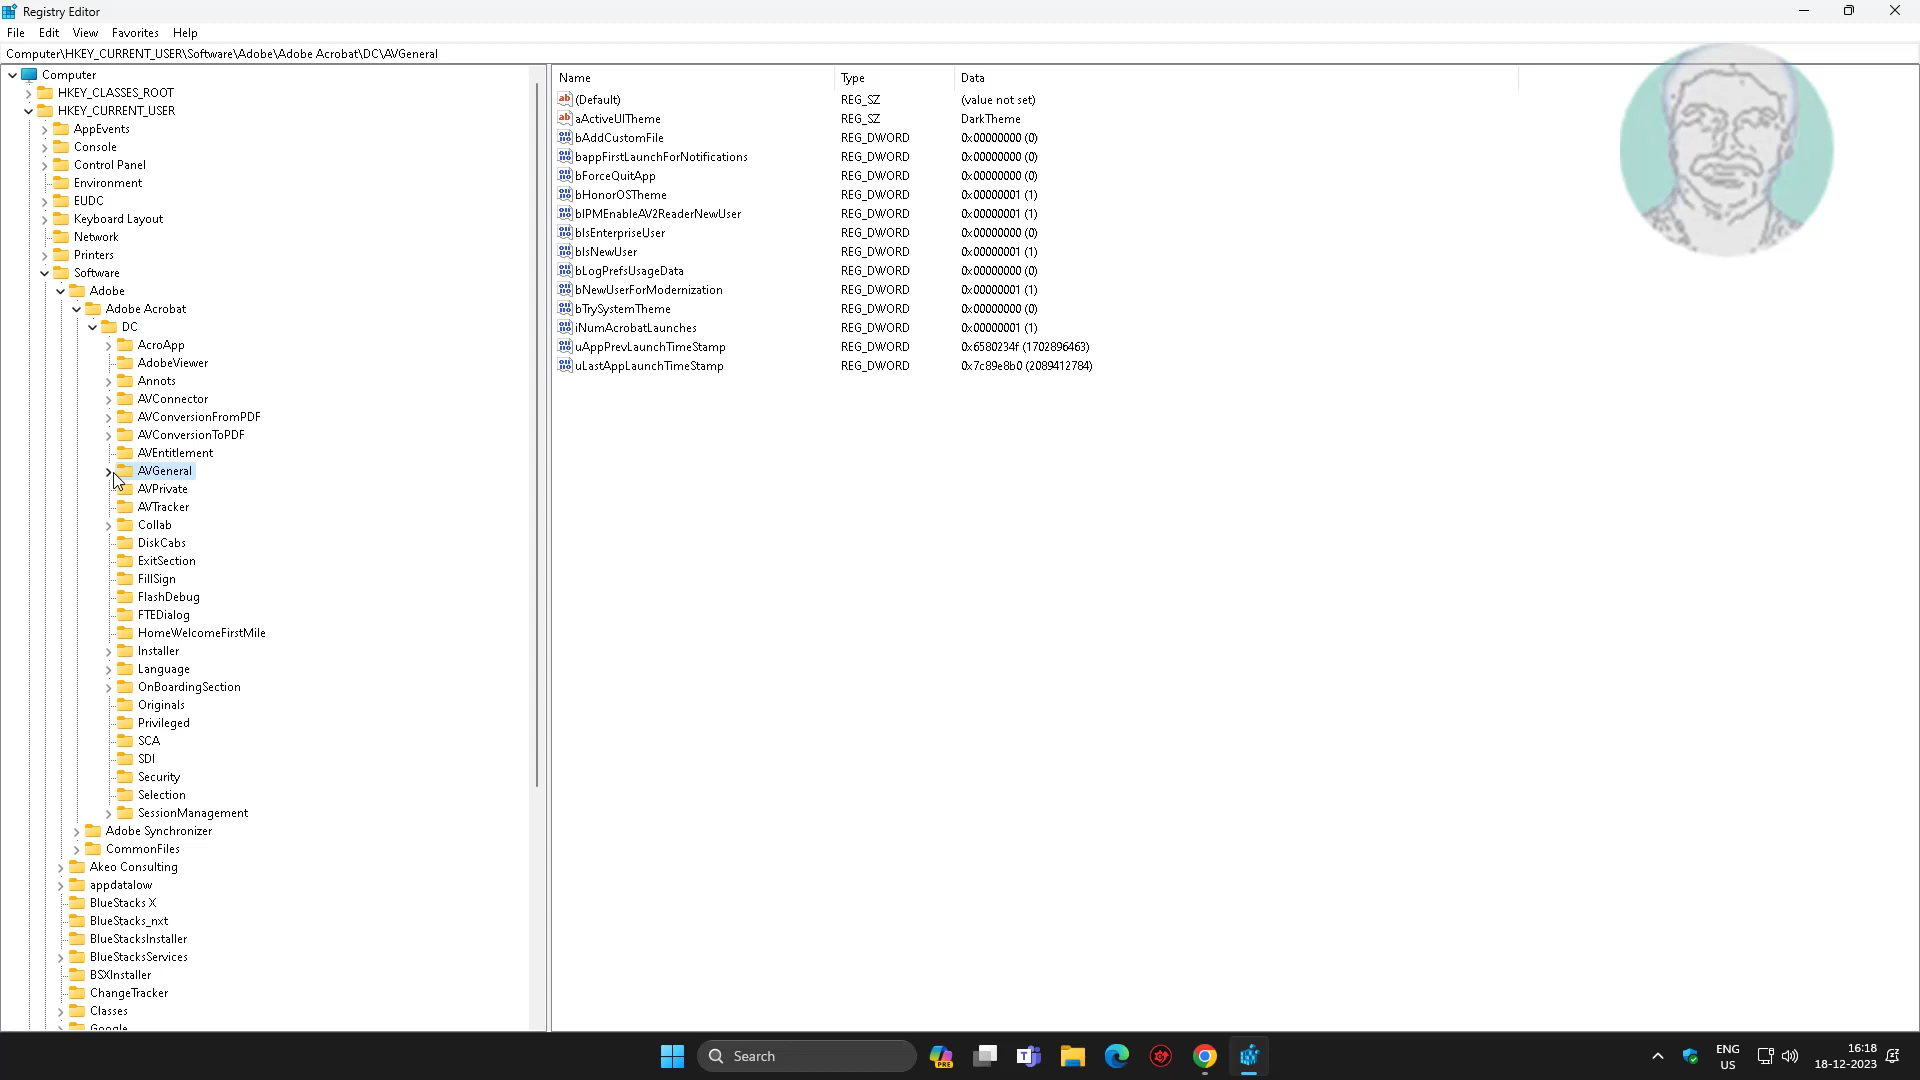 Registry Editor
File Edit View Favorites Help
Computer\HKEY_CURRENT_USER\Software\Adobe\Adobe Acrobat\DC\AVGeneral
Computer
HKEY_CLASSES_ROOT
HKEY_CURRENT_USER
AppEvents
Console
Control Panel
Environment
EUDC
Keyboard Layout
Network
Printers
Software
Adobe
Adobe Acrobat
DC
AcroApp
AdobeViewer
Annots
AVConnector
AVConversionFromPDF
AVConversionToPDF
AVEntitlement
AVGeneral
AVPrivate
AVTracker
Collab
DiskCabs
ExitSection
FillSign
FlashDebug
FTEDialog
HomeWelcomeFirstMile
Installer
Language
OnBoardingSection
Originals
Privileged
SCA
SDI
Security
Selection
SessionManagement
Adobe Synchronizer
CommonFiles
Akeo Consulting
appdatalow
BlueStacks X
BlueStacks_nxt
BlueStacksInstaller
BlueStacksServices
BSXInstaller
ChangeTracker
Classes
Google
Name Type Data
(Default) REG_SZ (value not set)
aActiveUITheme REG_SZ DarkTheme
bAddCustomFile REG_DWORD 0x00000000 (0)
bappFirstLaunchForNotifications REG_DWORD 0x00000000 (0)
bForceQuitApp REG_DWORD 0x00000000 (0)
bHonorOSTheme REG_DWORD 0x00000001 (1)
bIPMEnableAV2ReaderNewUser REG_DWORD 0x00000001 (1)
bIsEnterpriseUser REG_DWORD 0x00000000 (0)
bIsNewUser REG_DWORD 0x00000001 (1)
bLogPrefsUsageData REG_DWORD 0x00000000 (0)
bNewUserForModernization REG_DWORD 0x00000001 (1)
bTrySystemTheme REG_DWORD 0x00000000 (0)
iNumAcrobatLaunches REG_DWORD 0x00000001 (1)
uAppPrevLaunchTimeStamp REG_DWORD 0x6580234f (1702896463)
uLastAppLaunchTimeStamp REG_DWORD 0x7c89e8b0 (2089412784)
Search
PRE
ENG
US
16:18
18-12-2023